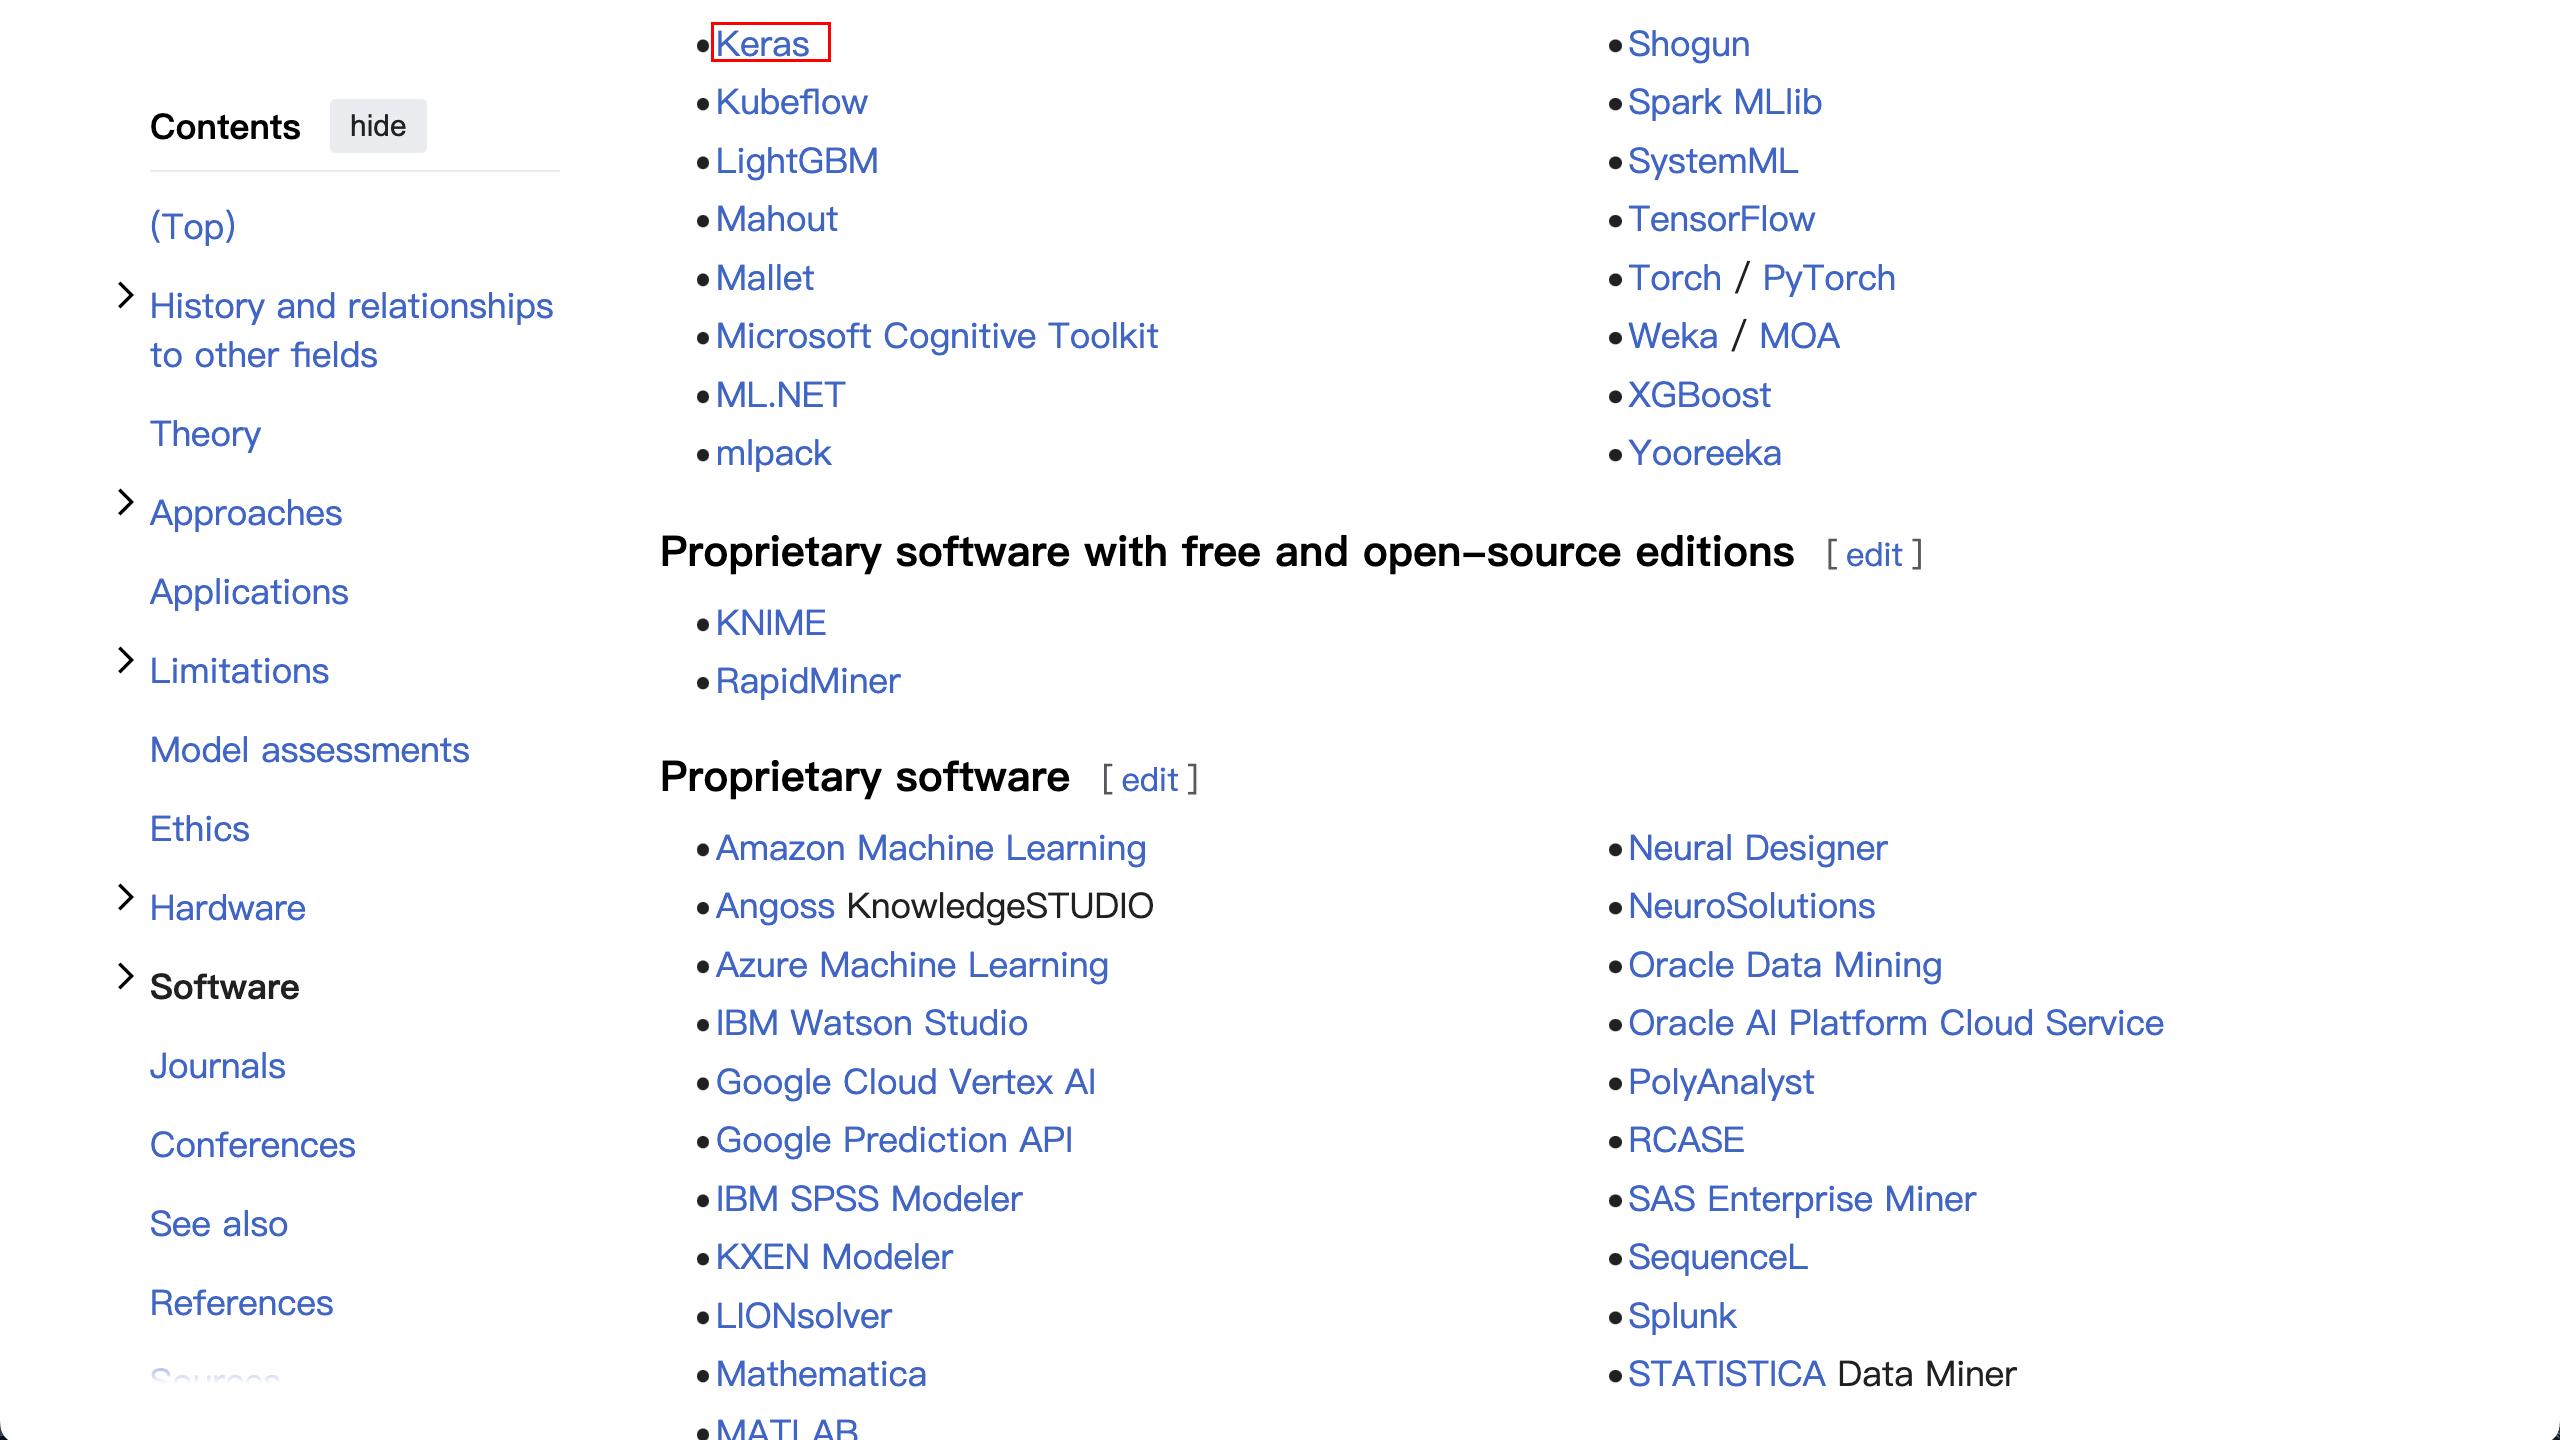 Contents hide
(Top)
History and relationships
to other fields
Theory
Approaches
Applications
Limitations
Model assessments
Ethics
Hardware
Software
Journals
Conferences
See also
References
Sources
• Keras
• Kubeflow
• LightGBM
• Mahout
• Mallet
• Microsoft Cognitive Toolkit
• ML.NET
• mlpack
• Shogun
• Spark MLlib
• SystemML
• TensorFlow
• Torch / PyTorch
• Weka / MOA
• XGBoost
• Yooreeka
Proprietary software with free and open-source editions [ edit ]
• KNIME
• RapidMiner
Proprietary software [ edit ]
• Amazon Machine Learning
• Angoss KnowledgeSTUDIO
• Azure Machine Learning
• IBM Watson Studio
• Google Cloud Vertex AI
• Google Prediction API
• IBM SPSS Modeler
• KXEN Modeler
• LIONsolver
• Mathematica
• MATLAB
• Neural Designer
• NeuroSolutions
• Oracle Data Mining
• Oracle AI Platform Cloud Service
• PolyAnalyst
• RCASE
• SAS Enterprise Miner
• SequenceL
• Splunk
• STATISTICA Data Miner